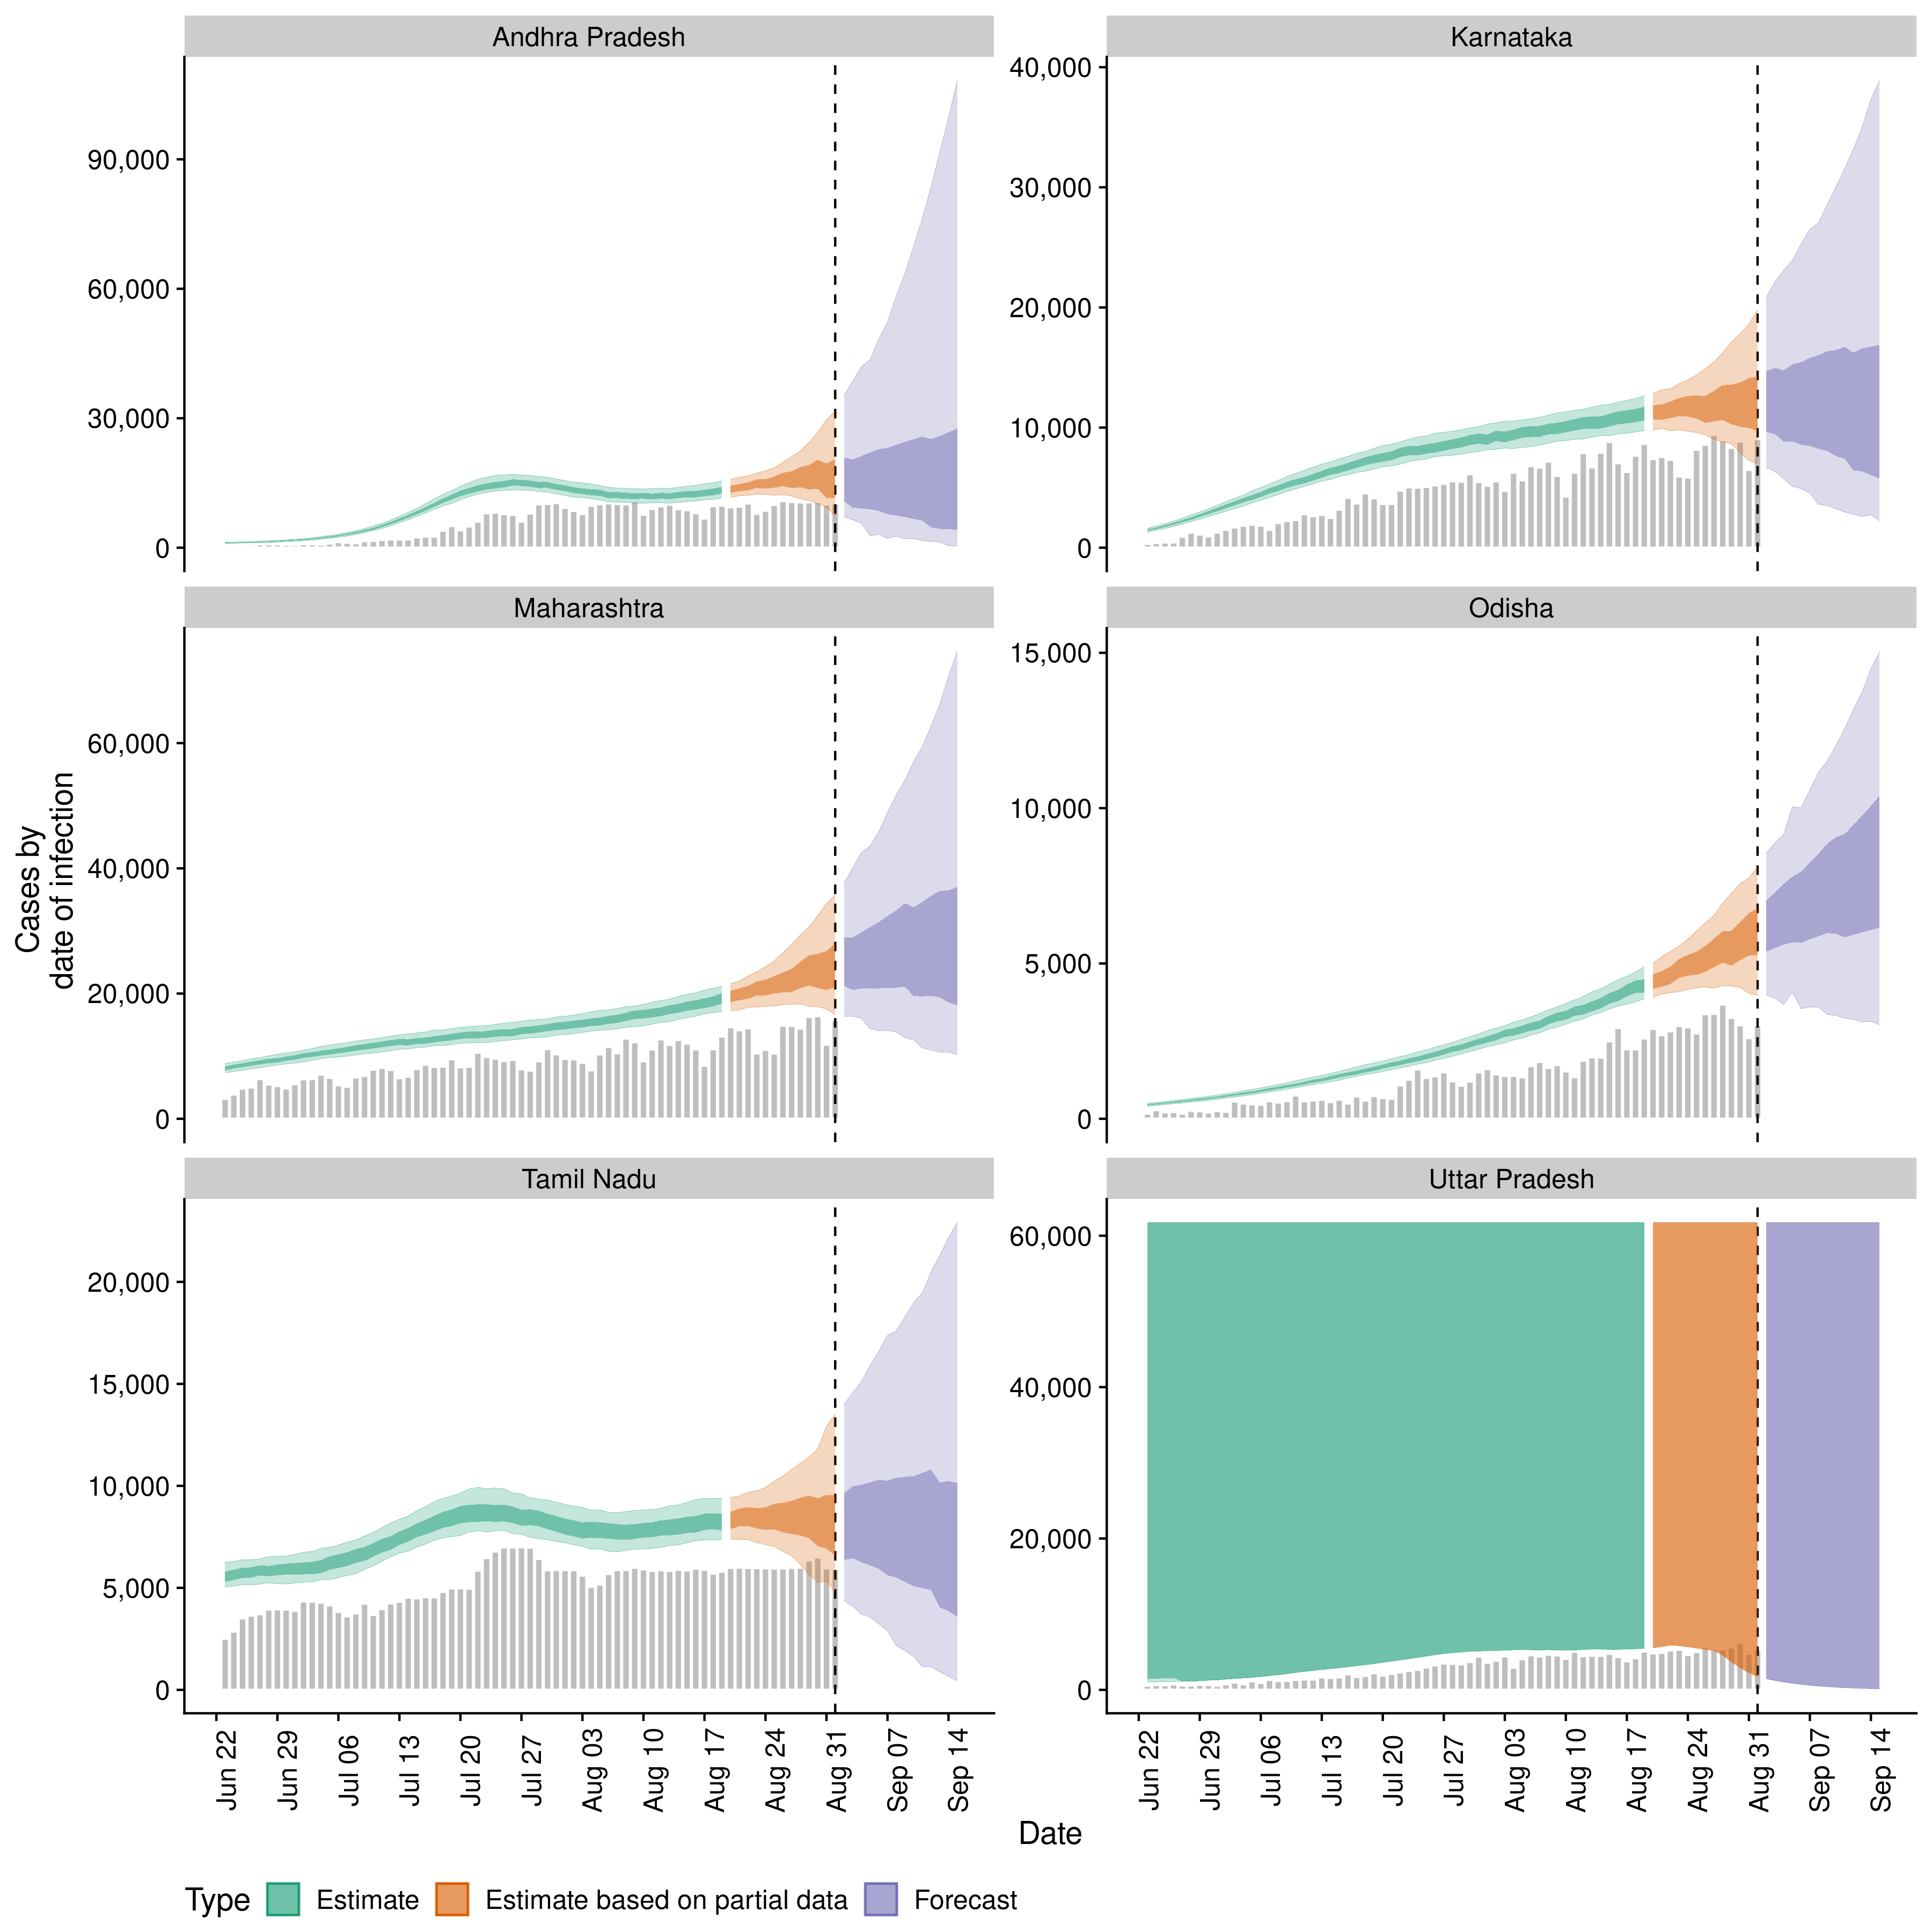 Andhra Pradesh
Karnataka
90,000
60,000
30,000
0
40,000
30,000
20,000
10,000
0
Maharashtra
Odisha
60,000
40,000
20,000
0
15,000
10,000
5,000
0
Tamil Nadu
Uttar Pradesh
20,000
15,000
10,000
5,000
0
60,000
40,000
20,000
0
Cases by
date of infection
Jun 22
Jun 29
Jul 06
Jul 13
Jul 20
Jul 27
Aug 03
Aug 10
Aug 17
Aug 24
Aug 31
Sep 07
Sep 14
Jun 22
Jun 29
Jul 06
Jul 13
Jul 20
Jul 27
Aug 03
Aug 10
Aug 17
Aug 24
Aug 31
Sep 07
Sep 14
Date
Type Estimate Estimate based on partial data Forecast